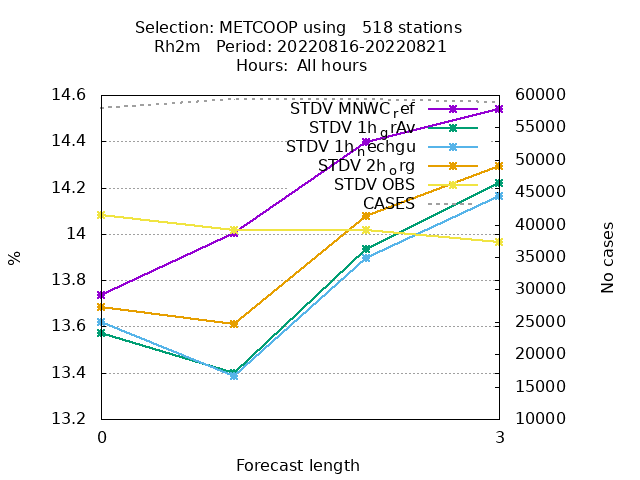 Selection: METCOOP using   518 stations
Rh2m   Period: 20220816-20220821
Hours:  All hours
14.6
14.4
14.2
14
13.8
13.6
13.4
13.2
%
60000
55000
50000
45000
40000
35000
30000
25000
20000
15000
10000
No cases
STDV MNWC_ref
STDV 1h_grAv
STDV 1h_nechgu
STDV 2h_org
STDV OBS
CASES
0
3
Forecast length